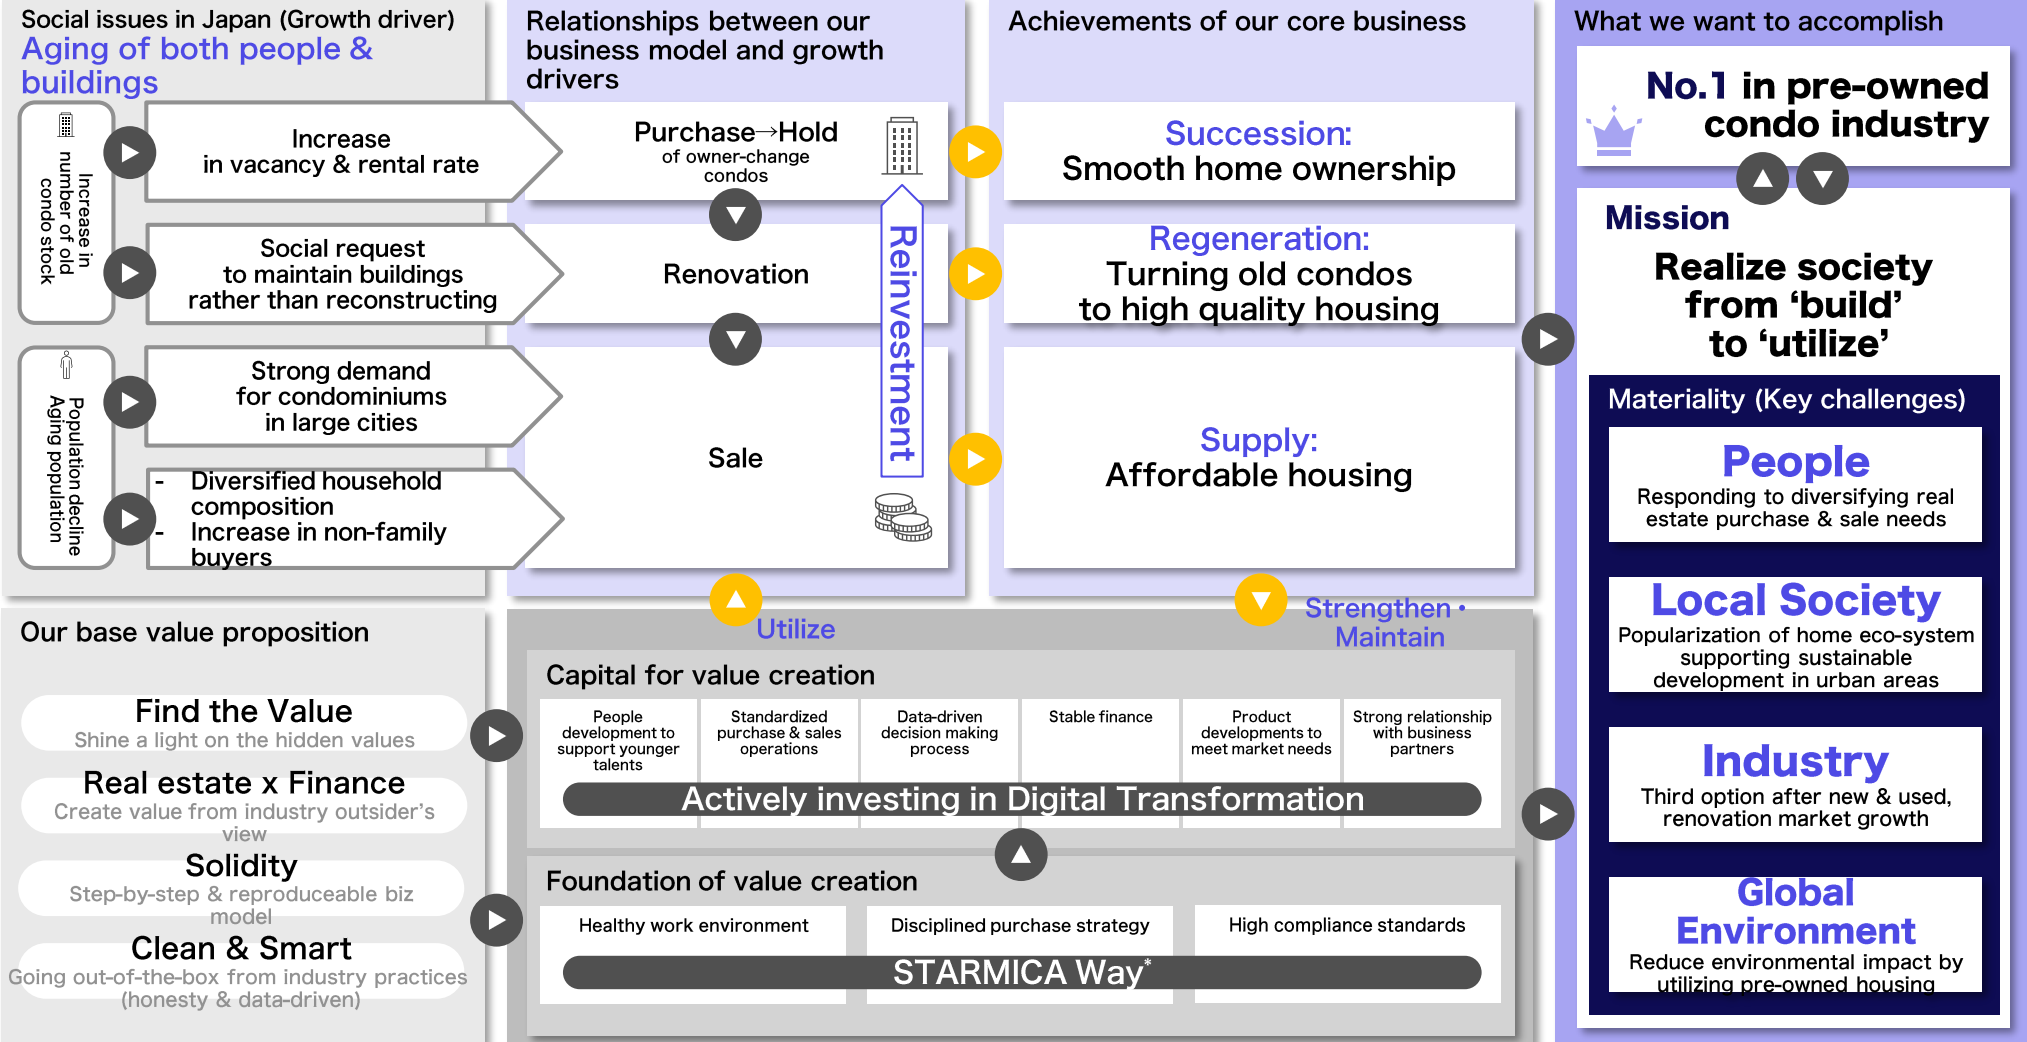 Social issues in Japan (Growth driver)
Aging of both people &
buildings
Increase in
number of old
condo stock
Increase
in vacancy & rental rate
Social request
to maintain buildings
rather than reconstructing
Population decline
Aging population
Strong demand
for condominiums
in large cities
- Diversified household
composition
- Increase in non-family
buyers
Relationships between our
business model and growth
drivers
Purchase→Hold
of owner-change
condos
Renovation
Sale
Reinvestment
Achievements of our core business
Succession:
Smooth home ownership
Regeneration:
Turning old condos
to high quality housing
Supply:
Affordable housing
Utilize
Strengthen・
Maintain
Our base value proposition
Find the Value
Shine a light on the hidden values
Real estate x Finance
Create value from industry outsider's
view
Solidity
Step-by-step & reproduceable biz
model
Clean & Smart
Going out-of-the-box from industry practices
(honesty & data-driven)
Capital for value creation
People
development to
support younger
talents
Standardized
purchase & sales
operations
Data-driven
decision making
process
Stable finance
Product
developments to
meet market needs
Strong relationship
with business
partners
Actively investing in Digital Transformation
Foundation of value creation
Healthy work environment
Disciplined purchase strategy
High compliance standards
STARMICA Way*
What we want to accomplish
No.1 in pre-owned
condo industry
Mission
Realize society
from ‘build’
to ‘utilize’
Materiality (Key challenges)
People
Responding to diversifying real
estate purchase & sale needs
Local Society
Popularization of home eco-system
supporting sustainable
development in urban areas
Industry
Third option after new & used,
renovation market growth
Global
Environment
Reduce environmental impact by
utilizing pre-owned housing